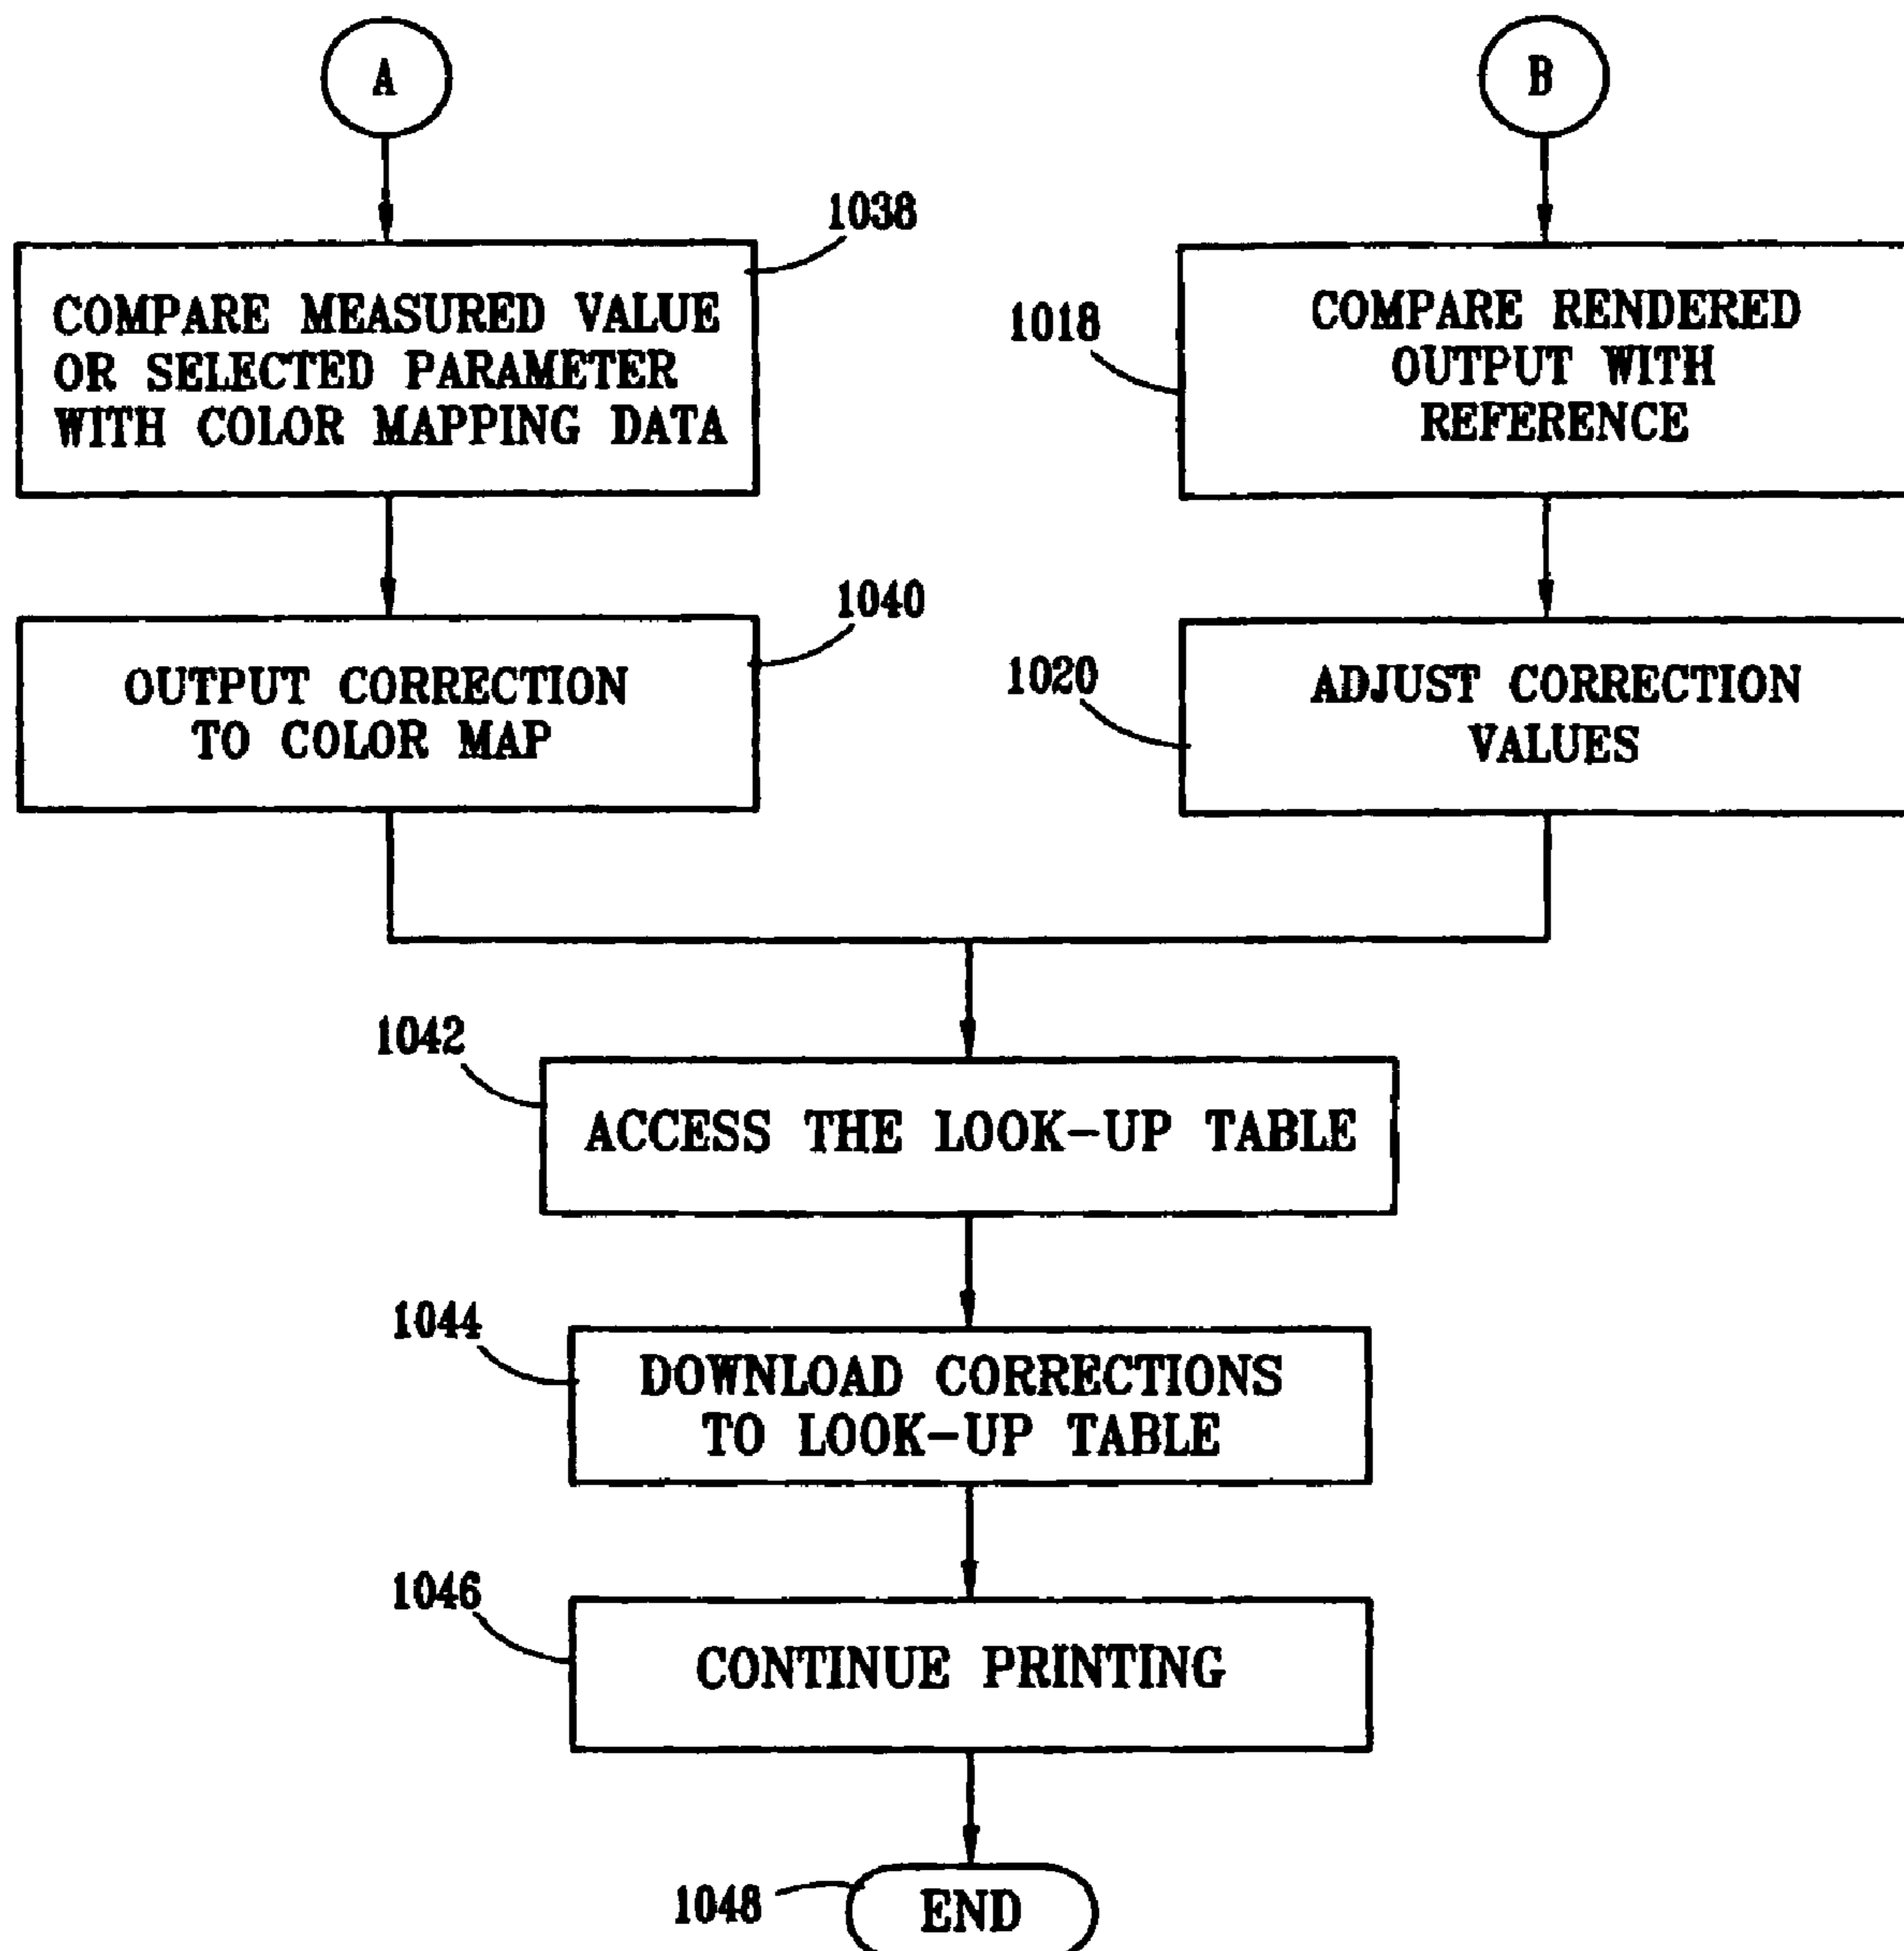 A
B
1038
COMPARE MEASURED VALUE
OR SELECTED PARAMETER
WITH COLOR MAPPING DATA
1018
COMPARE RENDERED
OUTPUT WITH
REFERENCE
1040
OUTPUT CORRECTION
TO COLOR MAP
1020
ADJUST CORRECTION
VALUES
1042
ACCESS THE LOOK-UP TABLE
1044
DOWNLOAD CORRECTIONS
TO LOOK-UP TABLE
1046
CONTINUE PRINTING
1048
END